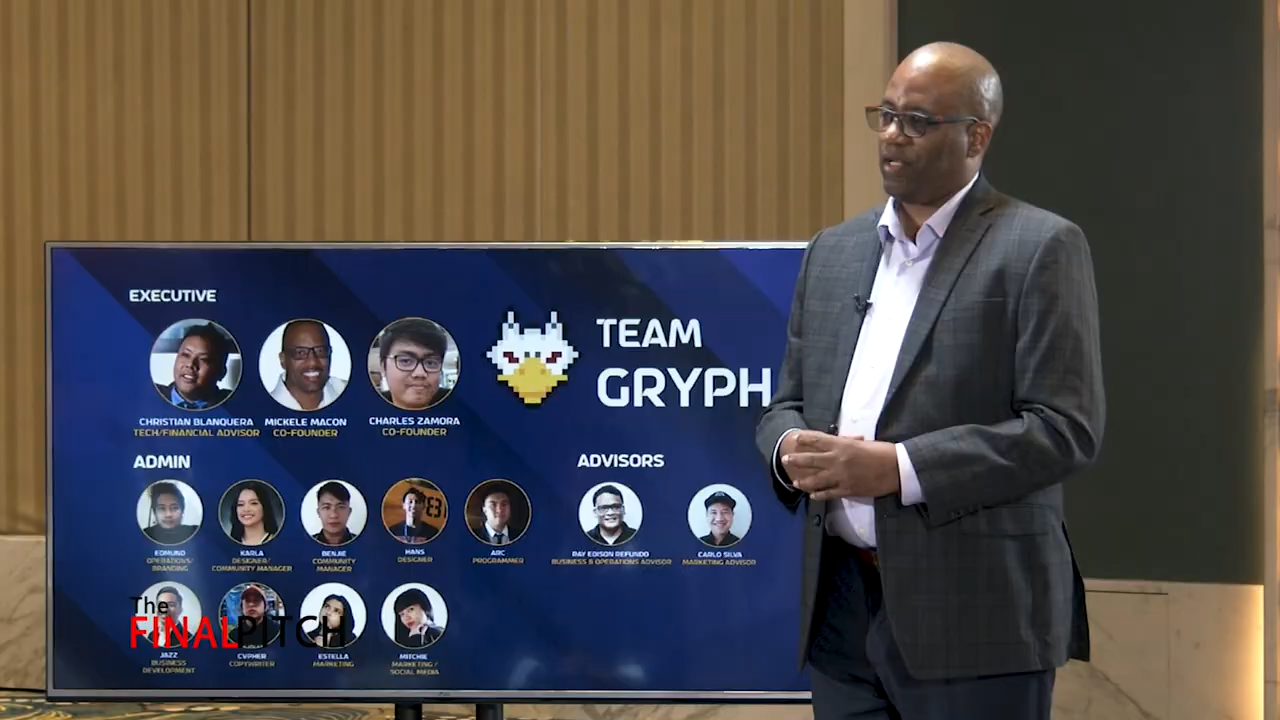 EXECUTIVE
TEAM
GRYPH
CHRISTIAN BLANQUERA
TECH/FINANCIAL ADVISOR
MICKELE MACON
CO-FOUNDER
CHARLES ZAMORA
CO-FOUNDER
ADMIN
ADVISORS
EDMUND
OPERATIONS/
BRANDING
KARLA
DESIGNER/
COMMUNITY MANAGER
BENJIE
COMMUNITY
MANAGER
HANS
DESIGNER
ARC
PROGRAMMER
RAY EDISON REFUNDO
BUSINESS & OPERATIONS ADVISOR
CARLO SILVA
MARKETING ADVISOR
The
FINALPITCH
JAZZ
BUSINESS
DEVELOPMENT
CYPHER
COPYWRITER
ESTELLA
MARKETING
MITCHIE
MARKETING /
SOCIAL MEDIA